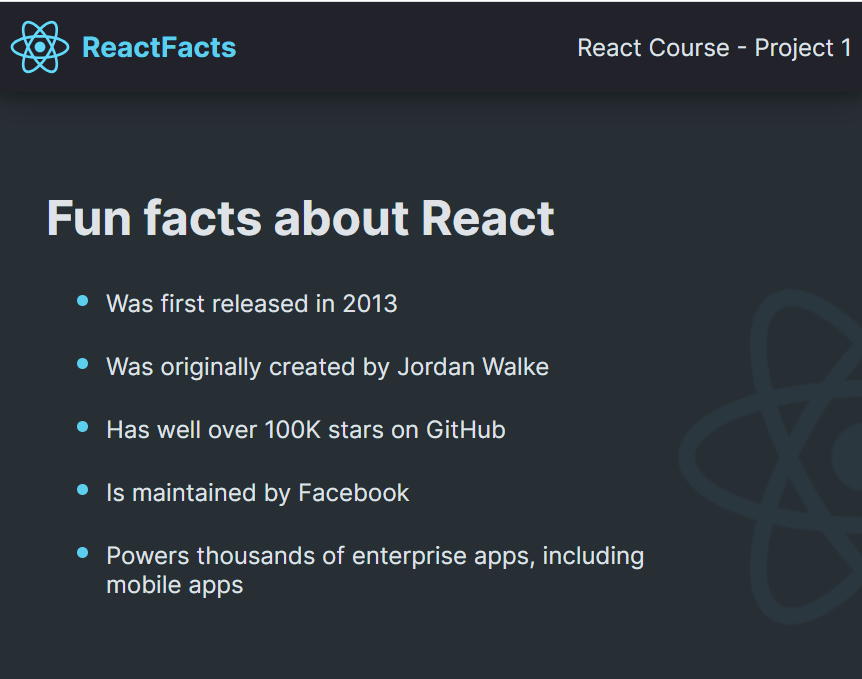 ReactFacts
React Course - Project 1
Fun facts about React
Was first released in 2013
Was originally created by Jordan Walke
Has well over 100K stars on GitHub
Is maintained by Facebook
Powers thousands of enterprise apps, including
mobile apps